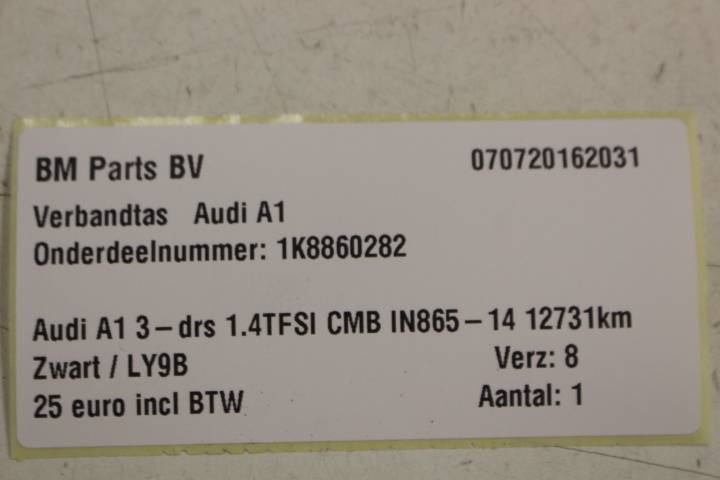 BM Parts BV 070720162031
Verbandtas Audi A1
Onderdeelnummer: 1K8860282
Audi A1 3-drs 1.4TFSI CMB IN865-14 12731km
Zwart / LY9B Verz: 8
25 euro incl BTW Aantal: 1